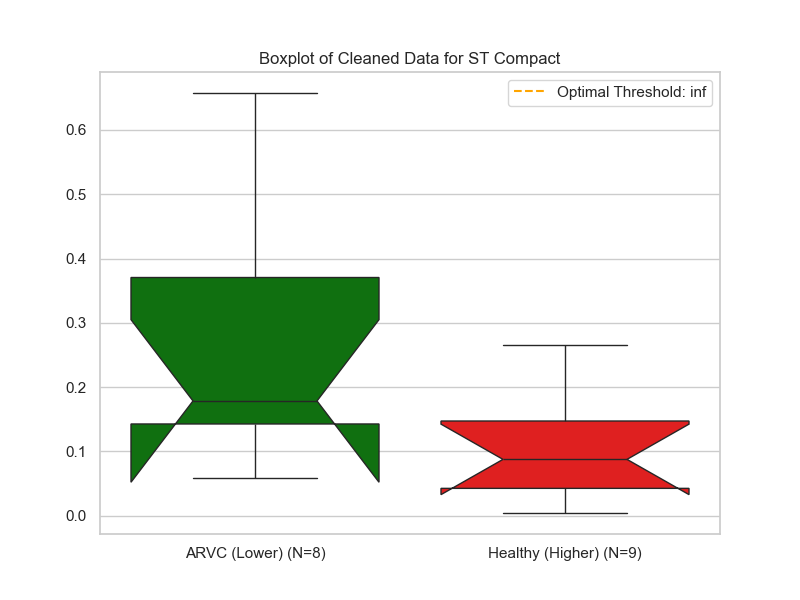 Boxplot of Cleaned Data for ST Compact
Optimal Threshold: inf
0.6
0.5
0.4
0.3
0.2
0.1
0.0
ARVC (Lower) (N=8)
Healthy (Higher) (N=9)